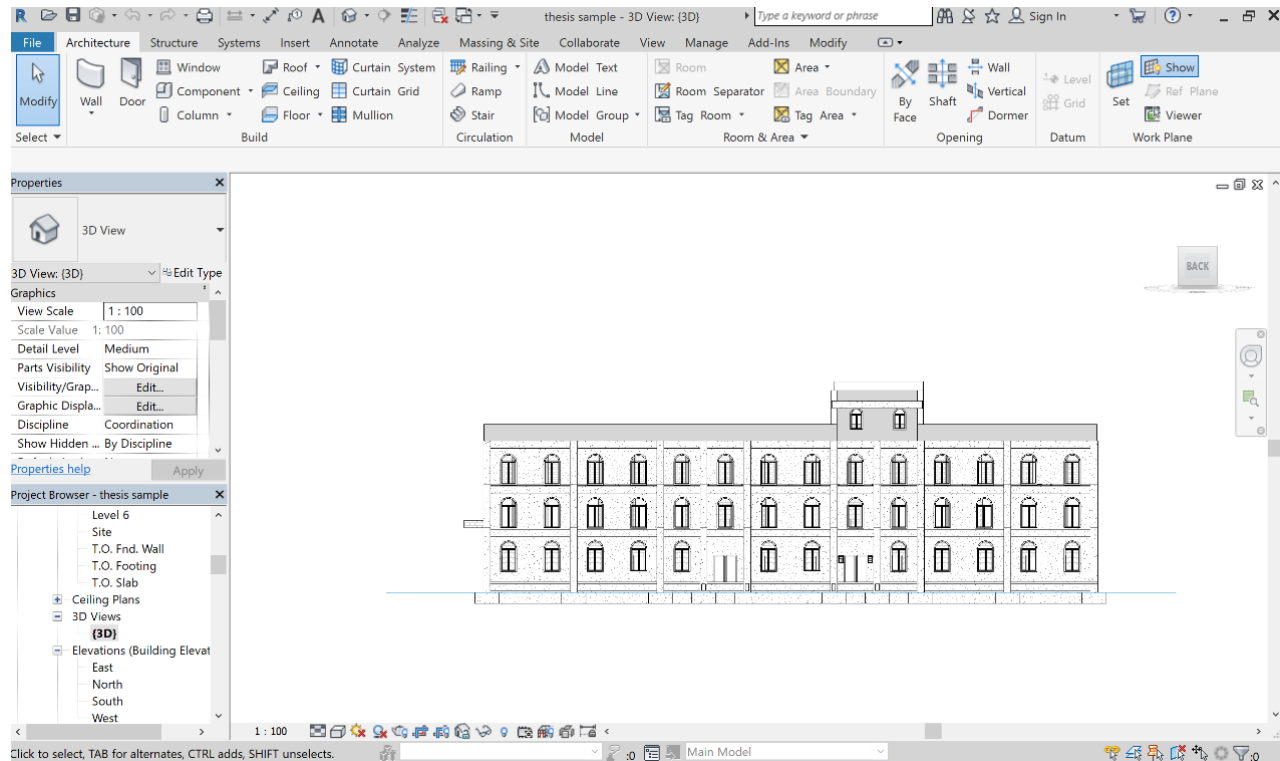 R A thesis sample - 3D View: {3D} Type a keyword or phrase Sign In ?
File Architecture Structure Systems Insert Annotate Analyze Massing & Site Collaborate View Manage Add-Ins Modify
Modify Wall Door Window Component Column Roof Ceiling Floor Curtain System Curtain Grid Mullion
Railing Ramp Stair Model Text Model Line Model Group
Room Room Separator Tag Room Area Area Boundary Tag Area
By Face Shaft Wall Vertical Dormer Level Grid Set Show Ref Plane Viewer
Select Build Circulation Model Room & Area Opening Datum Work Plane
Properties
3D View
3D View: {3D} Edit Type
Graphics
View Scale 1 : 100
Scale Value 1: 100
Detail Level Medium
Parts Visibility Show Original
Visibility/Grap... Edit...
Graphic Displa... Edit...
Discipline Coordination
Show Hidden ... By Discipline
Properties help Apply
Project Browser - thesis sample
Level 6
Site
T.O. Fnd. Wall
T.O. Footing
T.O. Slab
Ceiling Plans
3D Views
{3D}
Elevations (Building Elevat
East
North
South
West
BACK
1 : 100
Click to select, TAB for alternates, CTRL adds, SHIFT unselects. :0 Main Model :0